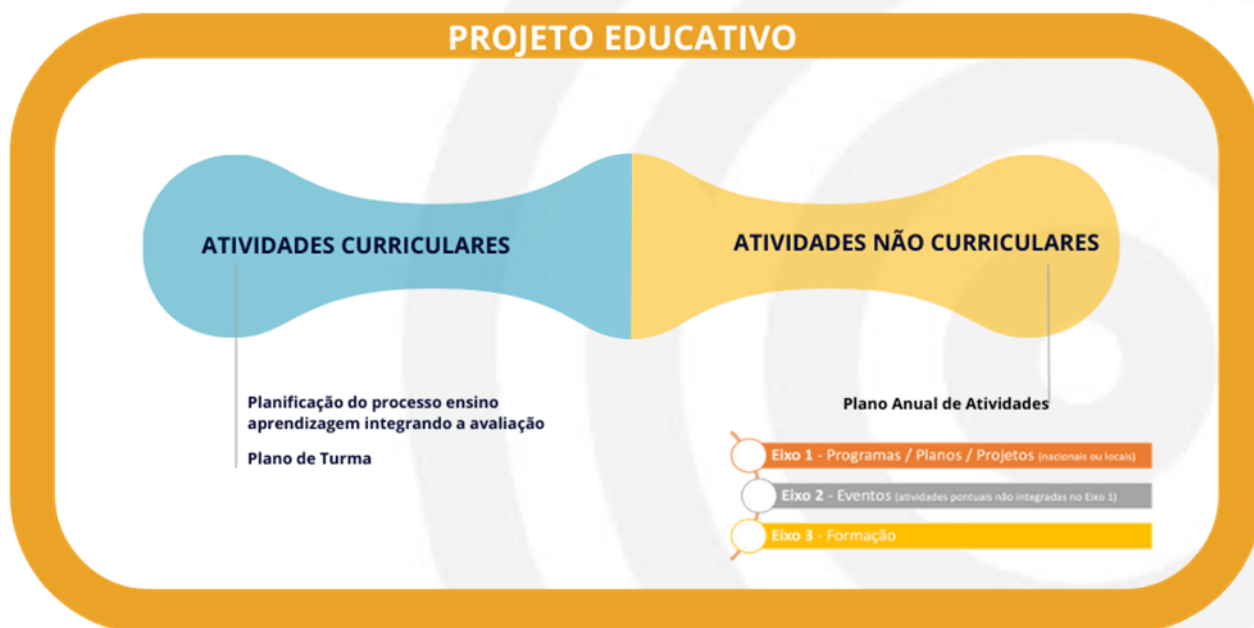 PROJETO EDUCATIVO
ATIVIDADES CURRICULARES
Planificação do processo ensino
aprendizagem integrando a avaliação
Plano de Turma
ATIVIDADES NÃO CURRICULARES
Plano Anual de Atividades
Eixo 1 - Programas / Planos / Projetos (nacionais ou locais)
Eixo 2 - Eventos (atividades pontuais não integradas no Eixo 1)
Eixo 3 - Formação